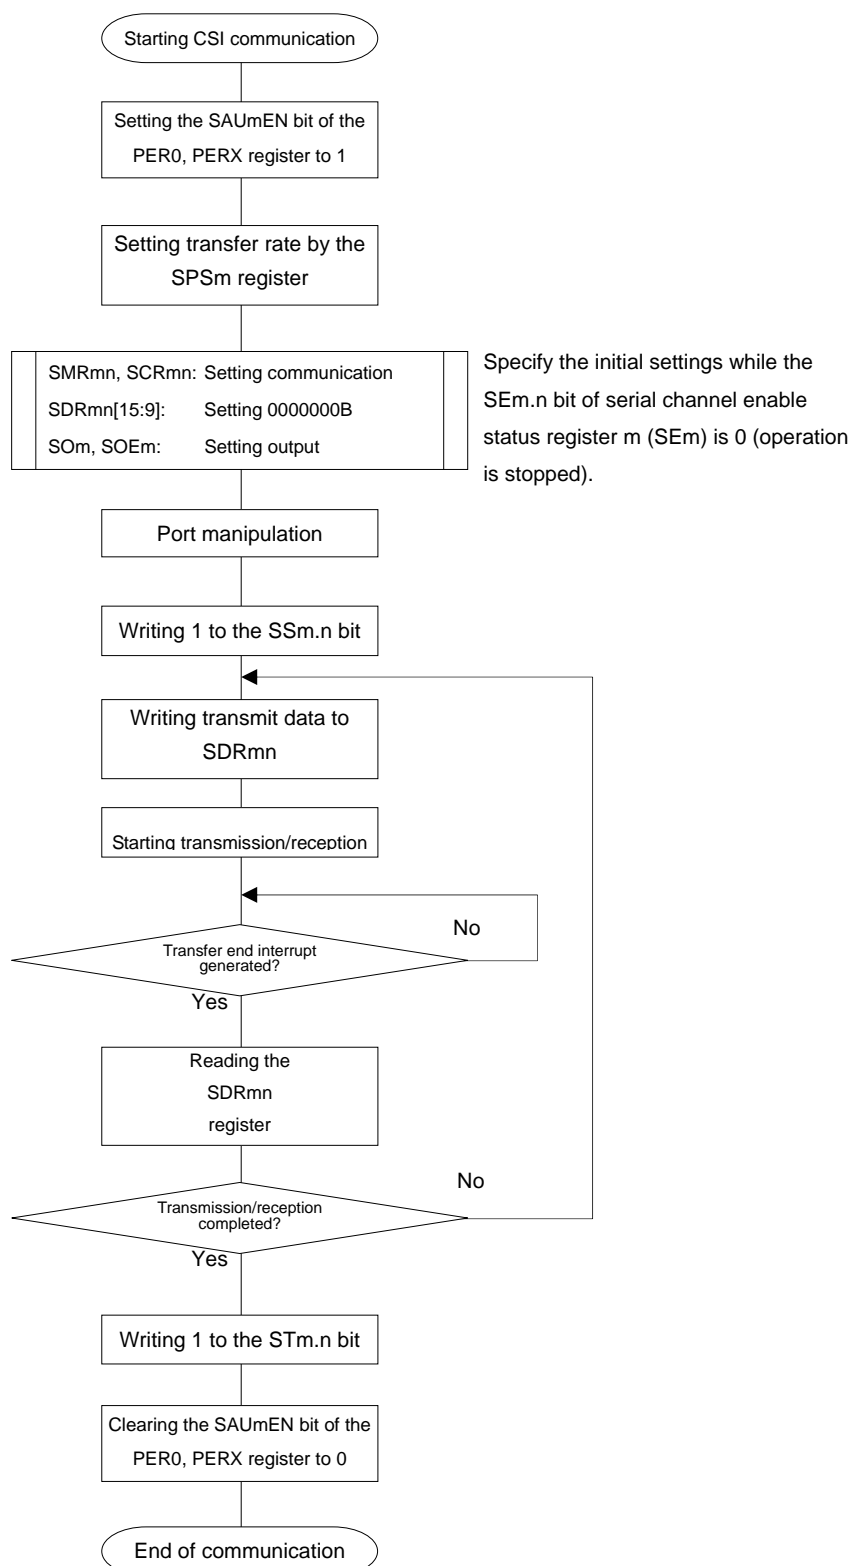 Starting CSI communication
Setting the SAUmEN bit of the
PER0, PERX register to 1
Setting transfer rate by the
SPSm register
SMRmn, SCRmn: Setting communication
SDRmn[15:9]: Setting 0000000B
SOm, SOEm: Setting output
Specify the initial settings while the
SEm.n bit of serial channel enable
status register m (SEm) is 0 (operation
is stopped).
Port manipulation
Writing 1 to the SSm.n bit
Writing transmit data to
SDRmn
Starting transmission/reception
No
Transfer end interrupt
generated?
Yes
Reading the
SDRmn
register
No
Transmission/reception
completed?
Yes
Writing 1 to the STm.n bit
Clearing the SAUmEN bit of the
PER0, PERX register to 0
End of communication